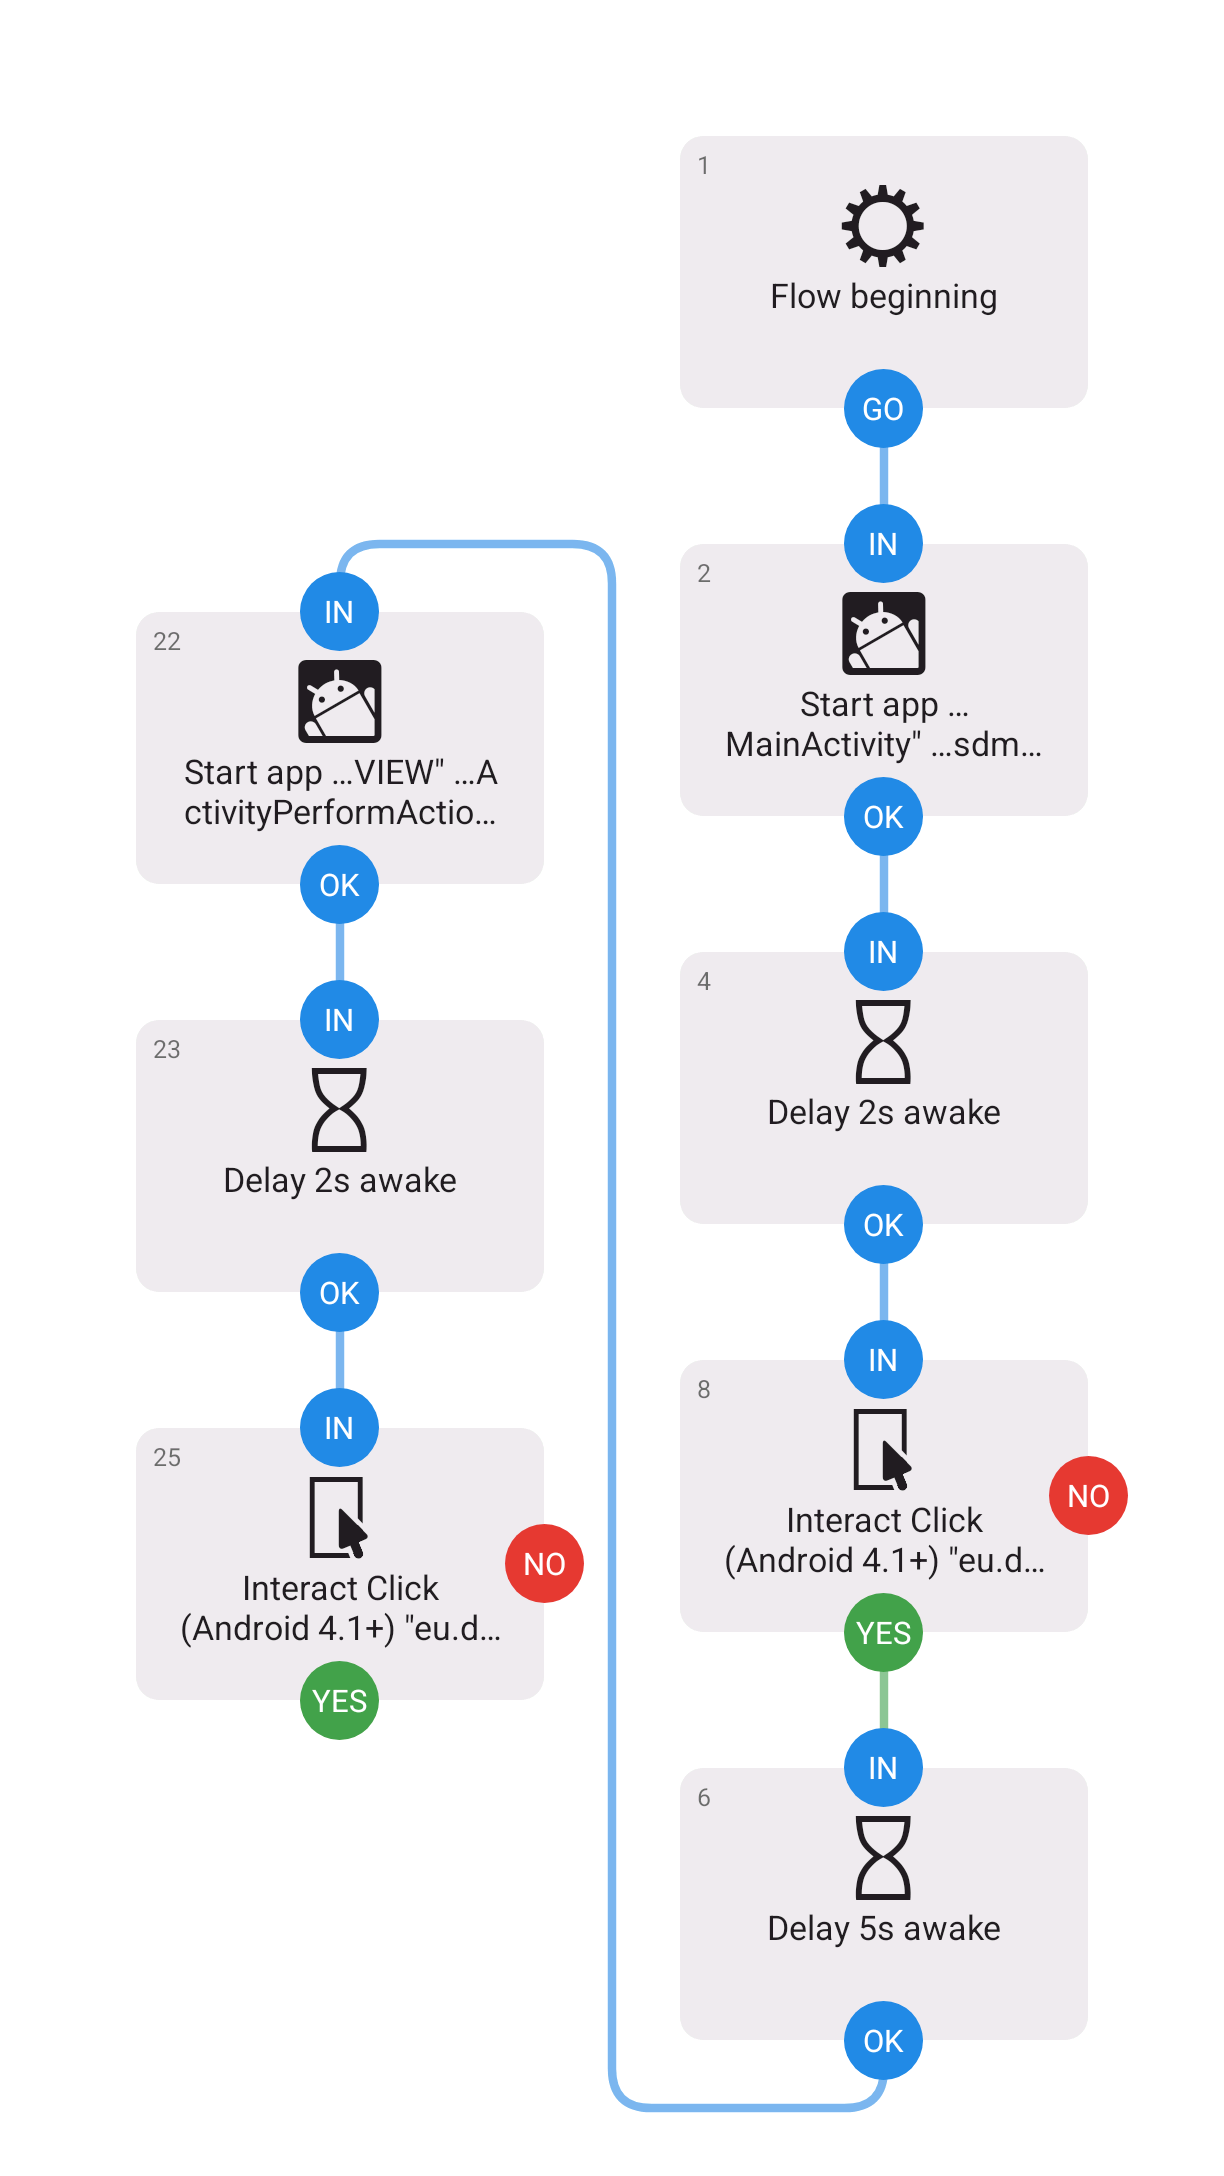 1
Flow beginning
GO
IN
2
Start app ...
MainActivity" ...sdm...
OK
IN
4
Delay 2s awake
OK
IN
8
Interact Click
(Android 4.1+) "eu.d...
NO
YES
IN
6
Delay 5s awake
OK
IN
22
Start app ...VIEW" ...A
ctivityPerformActio...
OK
IN
23
Delay 2s awake
OK
IN
25
Interact Click
(Android 4.1+) "eu.d...
NO
YES